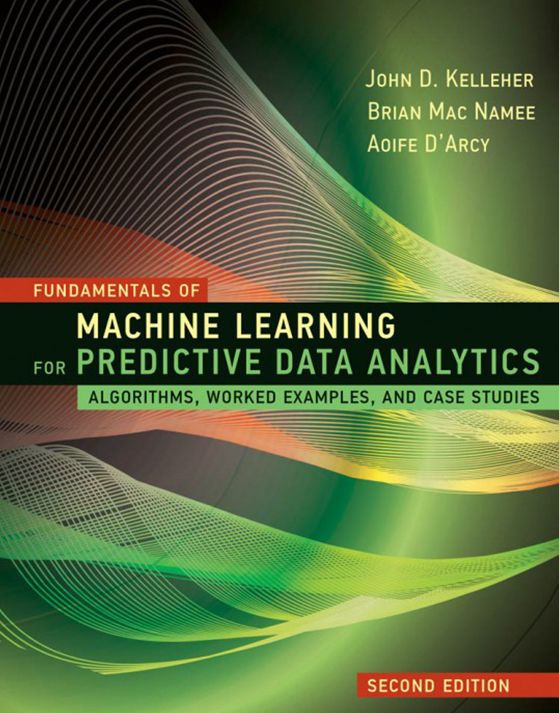 JOHN D. KELLEHER
BRIAN MAC NAMEE
AOIFE D'ARCY
FUNDAMENTALS OF
MACHINE LEARNING
FOR PREDICTIVE DATA ANALYTICS
ALGORITHMS, WORKED EXAMPLES, AND CASE STUDIES
SECOND EDITION